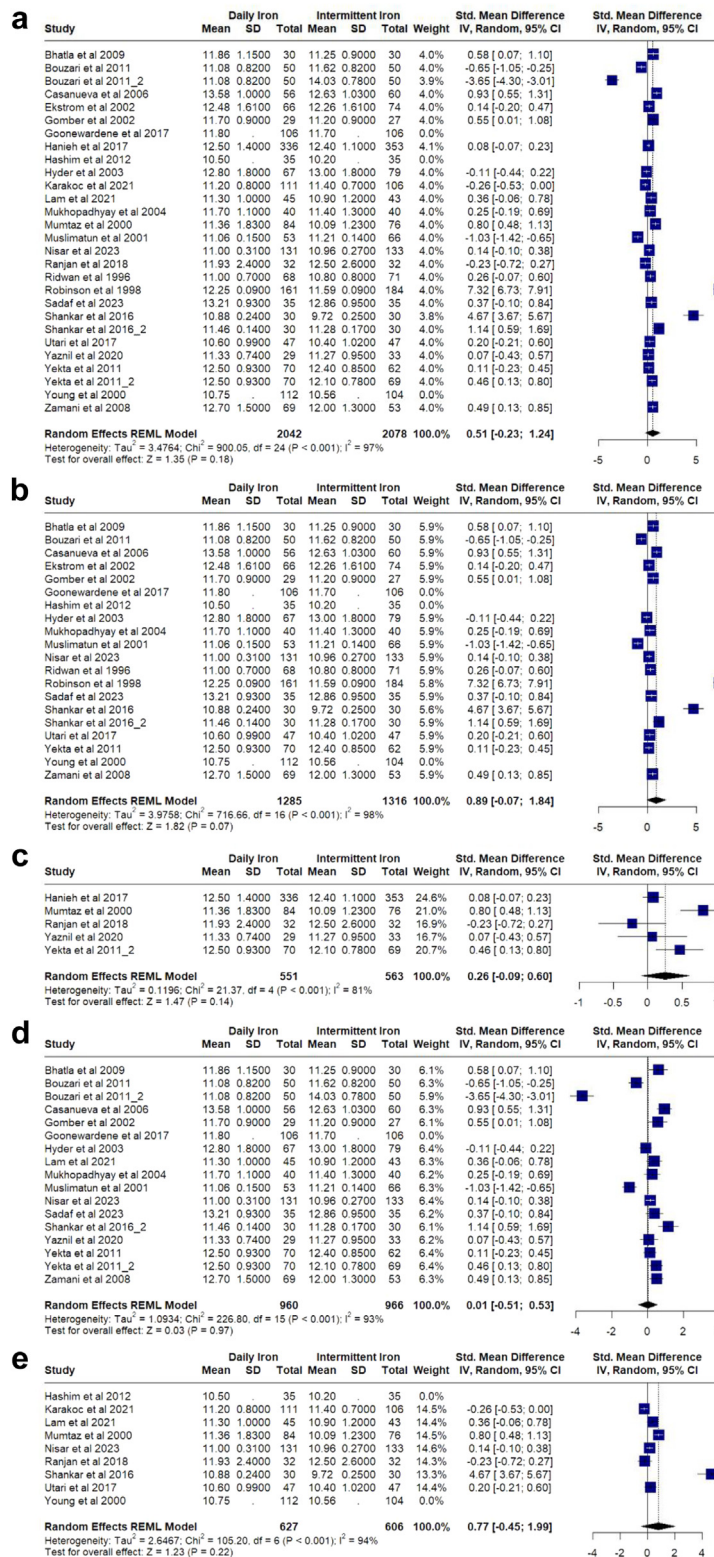 a
Daily Iron Intermittent Iron Std. Mean Difference Std. Mean Difference
Study Mean SD Total Mean SD Total Weight IV, Random, 95% CI IV, Random, 95% CI
Bhatla et al 2009 11.86 1.1500 30 11.25 0.9000 30 4.0% 0.58 [ 0.07; 1.10]
Bouzari et al 2011 11.08 0.8200 50 11.62 0.8200 50 4.0% -0.65 [-1.05; -0.25]
Bouzari et al 2011_2 11.08 0.8200 50 14.03 0.7800 50 3.9% -3.65 [-4.30; -3.01]
Casanueva et al 2006 13.58 1.0000 56 12.63 1.0300 60 4.0% 0.93 [ 0.55; 1.31]
Ekstrom et al 2002 12.48 1.6100 66 12.26 1.6100 74 4.0% 0.14 [-0.20; 0.47]
Gomber et al 2002 11.70 0.9000 29 11.20 0.9000 27 4.0% 0.55 [ 0.01; 1.08]
Goonewardene et al 2017 11.80 . 106 11.70 . 106 0.0%
Hanieh et al 2017 12.50 1.4000 336 12.40 1.1000 353 4.1% 0.08 [-0.07; 0.23]
Hashim et al 2012 10.50 . 35 10.20 . 35 0.0%
Hyder et al 2003 12.80 1.8000 67 13.00 1.8000 79 4.0% -0.11 [-0.44; 0.22]
Karakoc et al 2021 11.20 0.8000 111 11.40 0.7000 106 4.0% -0.26 [-0.53; 0.00]
Lam et al 2021 11.30 1.0000 45 10.90 1.2000 43 4.0% 0.36 [-0.06; 0.78]
Mukhopadhyay et al 2004 11.70 1.1000 40 11.40 1.3000 40 4.0% 0.25 [-0.19; 0.69]
Mumtaz et al 2000 11.36 1.8300 84 10.09 1.2300 76 4.0% 0.80 [ 0.48; 1.13]
Muslimatun et al 2001 11.06 0.1500 53 11.21 0.1400 66 4.0% -1.03 [-1.42; -0.65]
Nisar et al 2023 11.00 0.3100 131 10.96 0.2700 133 4.0% 0.14 [-0.10; 0.38]
Ranjan et al 2018 11.93 2.4000 32 12.50 2.6000 32 4.0% -0.23 [-0.72; 0.27]
Ridwan et al 1996 11.00 0.7000 68 10.80 0.8000 71 4.0% 0.26 [-0.07; 0.60]
Robinson et al 1998 12.25 0.0900 161 11.59 0.0900 184 4.0% 7.32 [ 6.73; 7.91]
Sadaf et al 2023 13.21 0.9300 35 12.86 0.9500 35 4.0% 0.37 [-0.10; 0.84]
Shankar et al 2016 10.88 0.2400 30 9.72 0.2500 30 3.8% 4.67 [ 3.67; 5.67]
Shankar et al 2016_2 11.46 0.1400 30 11.28 0.1700 30 4.0% 1.14 [ 0.59; 1.69]
Utari et al 2017 10.60 0.9900 47 10.40 1.0200 47 4.0% 0.20 [-0.21; 0.60]
Yaznil et al 2020 11.33 0.7400 29 11.27 0.9500 33 4.0% 0.07 [-0.43; 0.57]
Yekta et al 2011 12.50 0.9300 70 12.40 0.8500 62 4.0% 0.11 [-0.23; 0.45]
Yekta et al 2011_2 12.50 0.9300 70 12.10 0.7800 69 4.0% 0.46 [ 0.13; 0.80]
Young et al 2000 10.75 . 112 10.56 . 104 0.0%
Zamani et al 2008 12.70 1.5000 69 12.00 1.3000 53 4.0% 0.49 [ 0.13; 0.85]
Random Effects REML Model 2042 2078 100.0% 0.51 [-0.23; 1.24]
Heterogeneity: Tau² = 3.4764; Chi² = 900.05, df = 24 (P < 0.001); I² = 97%
Test for overall effect: Z = 1.35 (P = 0.18) -5 0 5
b
Daily Iron Intermittent Iron Std. Mean Difference Std. Mean Difference
Study Mean SD Total Mean SD Total Weight IV, Random, 95% CI IV, Random, 95% CI
Bhatla et al 2009 11.86 1.1500 30 11.25 0.9000 30 5.9% 0.58 [ 0.07; 1.10]
Bouzari et al 2011 11.08 0.8200 50 11.62 0.8200 50 5.9% -0.65 [-1.05; -0.25]
Casanueva et al 2006 13.58 1.0000 56 12.63 1.0300 60 5.9% 0.93 [ 0.55; 1.31]
Ekstrom et al 2002 12.48 1.6100 66 12.26 1.6100 74 5.9% 0.14 [-0.20; 0.47]
Gomber et al 2002 11.70 0.9000 29 11.20 0.9000 27 5.9% 0.55 [ 0.01; 1.08]
Goonewardene et al 2017 11.80 . 106 11.70 . 106 0.0%
Hashim et al 2012 10.50 . 35 10.20 . 35 0.0%
Hyder et al 2003 12.80 1.8000 67 13.00 1.8000 79 5.9% -0.11 [-0.44; 0.22]
Mukhopadhyay et al 2004 11.70 1.1000 40 11.40 1.3000 40 5.9% 0.25 [-0.19; 0.69]
Muslimatun et al 2001 11.06 0.1500 53 11.21 0.1400 66 5.9% -1.03 [-1.42; -0.65]
Nisar et al 2023 11.00 0.3100 131 10.96 0.2700 133 5.9% 0.14 [-0.10; 0.38]
Ridwan et al 1996 11.00 0.7000 68 10.80 0.8000 71 5.9% 0.26 [-0.07; 0.60]
Robinson et al 1998 12.25 0.0900 161 11.59 0.0900 184 5.8% 7.32 [ 6.73; 7.91]
Sadaf et al 2023 13.21 0.9300 35 12.86 0.9500 35 5.9% 0.37 [-0.10; 0.84]
Shankar et al 2016 10.88 0.2400 30 9.72 0.2500 30 5.6% 4.67 [ 3.67; 5.67]
Shankar et al 2016_2 11.46 0.1400 30 11.28 0.1700 30 5.9% 1.14 [ 0.59; 1.69]
Utari et al 2017 10.60 0.9900 47 10.40 1.0200 47 5.9% 0.20 [-0.21; 0.60]
Yekta et al 2011 12.50 0.9300 70 12.40 0.8500 62 5.9% 0.11 [-0.23; 0.45]
Young et al 2000 10.75 . 112 10.56 . 104 0.0%
Zamani et al 2008 12.70 1.5000 69 12.00 1.3000 53 5.9% 0.49 [ 0.13; 0.85]
Random Effects REML Model 1285 1316 100.0% 0.89 [-0.07; 1.84]
Heterogeneity: Tau² = 3.9758; Chi² = 716.66, df = 16 (P < 0.001); I² = 98%
Test for overall effect: Z = 1.82 (P = 0.07) -5 0 5
c
Daily Iron Intermittent Iron Std. Mean Difference Std. Mean Difference
Study Mean SD Total Mean SD Total Weight IV, Random, 95% CI IV, Random, 95% CI
Hanieh et al 2017 12.50 1.4000 336 12.40 1.1000 353 24.6% 0.08 [-0.07; 0.23]
Mumtaz et al 2000 11.36 1.8300 84 10.09 1.2300 76 21.0% 0.80 [ 0.48; 1.13]
Ranjan et al 2018 11.93 2.4000 32 12.50 2.6000 32 16.9% -0.23 [-0.72; 0.27]
Yaznil et al 2020 11.33 0.7400 29 11.27 0.9500 33 16.7% 0.07 [-0.43; 0.57]
Yekta et al 2011_2 12.50 0.9300 70 12.10 0.7800 69 20.7% 0.46 [ 0.13; 0.80]
Random Effects REML Model 551 563 100.0% 0.26 [-0.09; 0.60]
Heterogeneity: Tau² = 0.1196; Chi² = 21.37, df = 4 (P < 0.001); I² = 81%
Test for overall effect: Z = 1.47 (P = 0.14) -1 -0.5 0 0.5 1
d
Daily Iron Intermittent Iron Std. Mean Difference Std. Mean Difference
Study Mean SD Total Mean SD Total Weight IV, Random, 95% CI IV, Random, 95% CI
Bhatla et al 2009 11.86 1.1500 30 11.25 0.9000 30 6.1% 0.58 [ 0.07; 1.10]
Bouzari et al 2011 11.08 0.8200 50 11.62 0.8200 50 6.3% -0.65 [-1.05; -0.25]
Bouzari et al 2011_2 11.08 0.8200 50 14.03 0.7800 50 5.9% -3.65 [-4.30; -3.01]
Casanueva et al 2006 13.58 1.0000 56 12.63 1.0300 60 6.3% 0.93 [ 0.55; 1.31]
Gomber et al 2002 11.70 0.9000 29 11.20 0.9000 27 6.1% 0.55 [ 0.01; 1.08]
Goonewardene et al 2017 11.80 . 106 11.70 . 106 0.0%
Hyder et al 2003 12.80 1.8000 67 13.00 1.8000 79 6.4% -0.11 [-0.44; 0.22]
Lam et al 2021 11.30 1.0000 45 10.90 1.2000 43 6.3% 0.36 [-0.06; 0.78]
Mukhopadhyay et al 2004 11.70 1.1000 40 11.40 1.3000 40 6.2% 0.25 [-0.19; 0.69]
Muslimatun et al 2001 11.06 0.1500 53 11.21 0.1400 66 6.3% -1.03 [-1.42; -0.65]
Nisar et al 2023 11.00 0.3100 131 10.96 0.2700 133 6.5% 0.14 [-0.10; 0.38]
Sadaf et al 2023 13.21 0.9300 35 12.86 0.9500 35 6.2% 0.37 [-0.10; 0.84]
Shankar et al 2016_2 11.46 0.1400 30 11.28 0.1700 30 6.1% 1.14 [ 0.59; 1.69]
Yaznil et al 2020 11.33 0.7400 29 11.27 0.9500 33 6.2% 0.07 [-0.43; 0.57]
Yekta et al 2011 12.50 0.9300 70 12.40 0.8500 62 6.4% 0.11 [-0.23; 0.45]
Yekta et al 2011_2 12.50 0.9300 70 12.10 0.7800 69 6.4% 0.46 [ 0.13; 0.80]
Zamani et al 2008 12.70 1.5000 69 12.00 1.3000 53 6.3% 0.49 [ 0.13; 0.85]
Random Effects REML Model 960 966 100.0% 0.01 [-0.51; 0.53]
Heterogeneity: Tau² = 1.0934; Chi² = 226.80, df = 15 (P < 0.001); I² = 93%
Test for overall effect: Z = 0.03 (P = 0.97) -4 -2 0 2 4
e
Daily Iron Intermittent Iron Std. Mean Difference Std. Mean Difference
Study Mean SD Total Mean SD Total Weight IV, Random, 95% CI IV, Random, 95% CI
Hashim et al 2012 10.50 . 35 10.20 . 35 0.0%
Karakoc et al 2021 11.20 0.8000 111 11.40 0.7000 106 14.5% -0.26 [-0.53; 0.00]
Lam et al 2021 11.30 1.0000 45 10.90 1.2000 43 14.4% 0.36 [-0.06; 0.78]
Mumtaz et al 2000 11.36 1.8300 84 10.09 1.2300 76 14.5% 0.80 [ 0.48; 1.13]
Nisar et al 2023 11.00 0.3100 131 10.96 0.2700 133 14.5% 0.14 [-0.10; 0.38]
Ranjan et al 2018 11.93 2.4000 32 12.50 2.6000 32 14.3% -0.23 [-0.72; 0.27]
Shankar et al 2016 10.88 0.2400 30 9.72 0.2500 30 13.3% 4.67 [ 3.67; 5.67]
Utari et al 2017 10.60 0.9900 47 10.40 1.0200 47 14.4% 0.20 [-0.21; 0.60]
Young et al 2000 10.75 . 112 10.56 . 104 0.0%
Random Effects REML Model 627 606 100.0% 0.77 [-0.45; 1.99]
Heterogeneity: Tau² = 2.6467; Chi² = 105.20, df = 6 (P < 0.001); I² = 94%
Test for overall effect: Z = 1.23 (P = 0.22) -4 -2 0 2 4